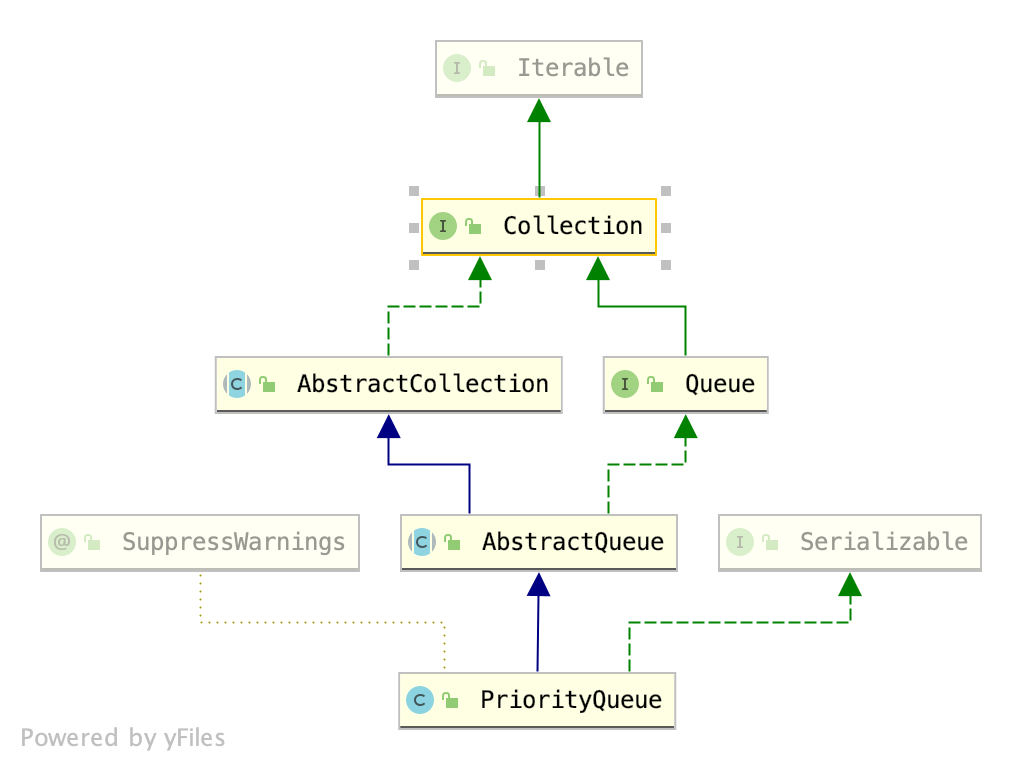 I Iterable
I Collection
C AbstractCollection
I Queue
@ SuppressWarnings
C AbstractQueue
I Serializable
C PriorityQueue
Powered by yFiles